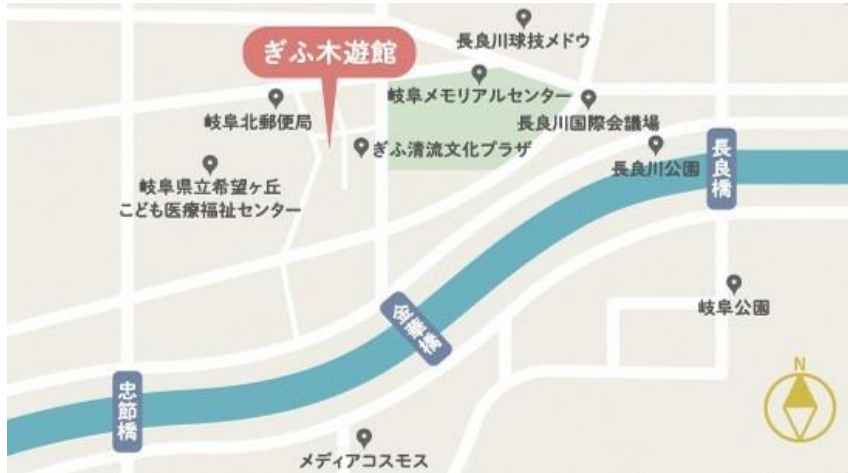 長良川球技メドウ
ぎふ木遊館
岐阜メモリアルセンター
岐阜北郵便局
長良川国際会議場
ぎふ清流文化プラザ
長良川公園
長良橋
岐阜県立希望ヶ丘
こども医療福祉センター
岐阜公園
金華橋
N
忠節橋
メディアコスモス